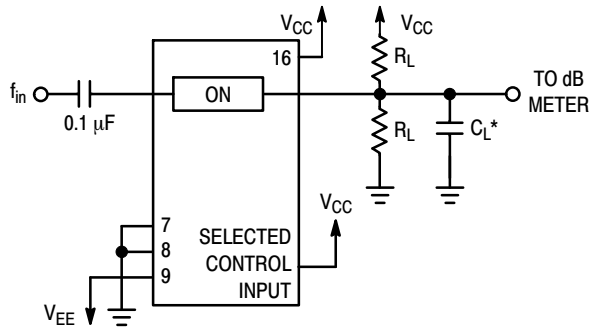 V_CC
V_CC
16
R_L
f_in
ON
TO dB
METER
0.1 μF
R_L
C_L*
V_CC
7
SELECTED
8
CONTROL
9
INPUT
V_EE